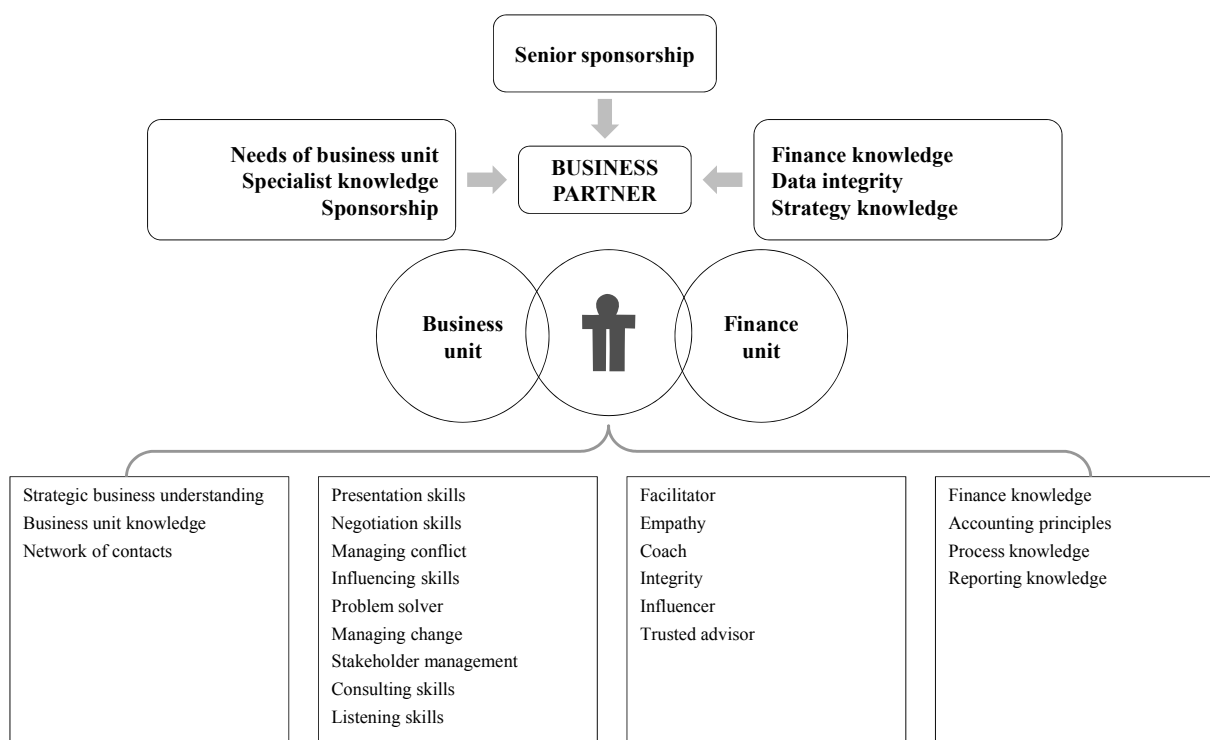 Senior sponsorship
Needs of business unit
Specialist knowledge
Sponsorship
BUSINESS
PARTNER
Finance knowledge
Data integrity
Strategy knowledge
Business
unit
Finance
unit
Strategic business understanding
Business unit knowledge
Network of contacts
Presentation skills
Negotiation skills
Managing conflict
Influencing skills
Problem solver
Managing change
Stakeholder management
Consulting skills
Listening skills
Facilitator
Empathy
Coach
Integrity
Influencer
Trusted advisor
Finance knowledge
Accounting principles
Process knowledge
Reporting knowledge